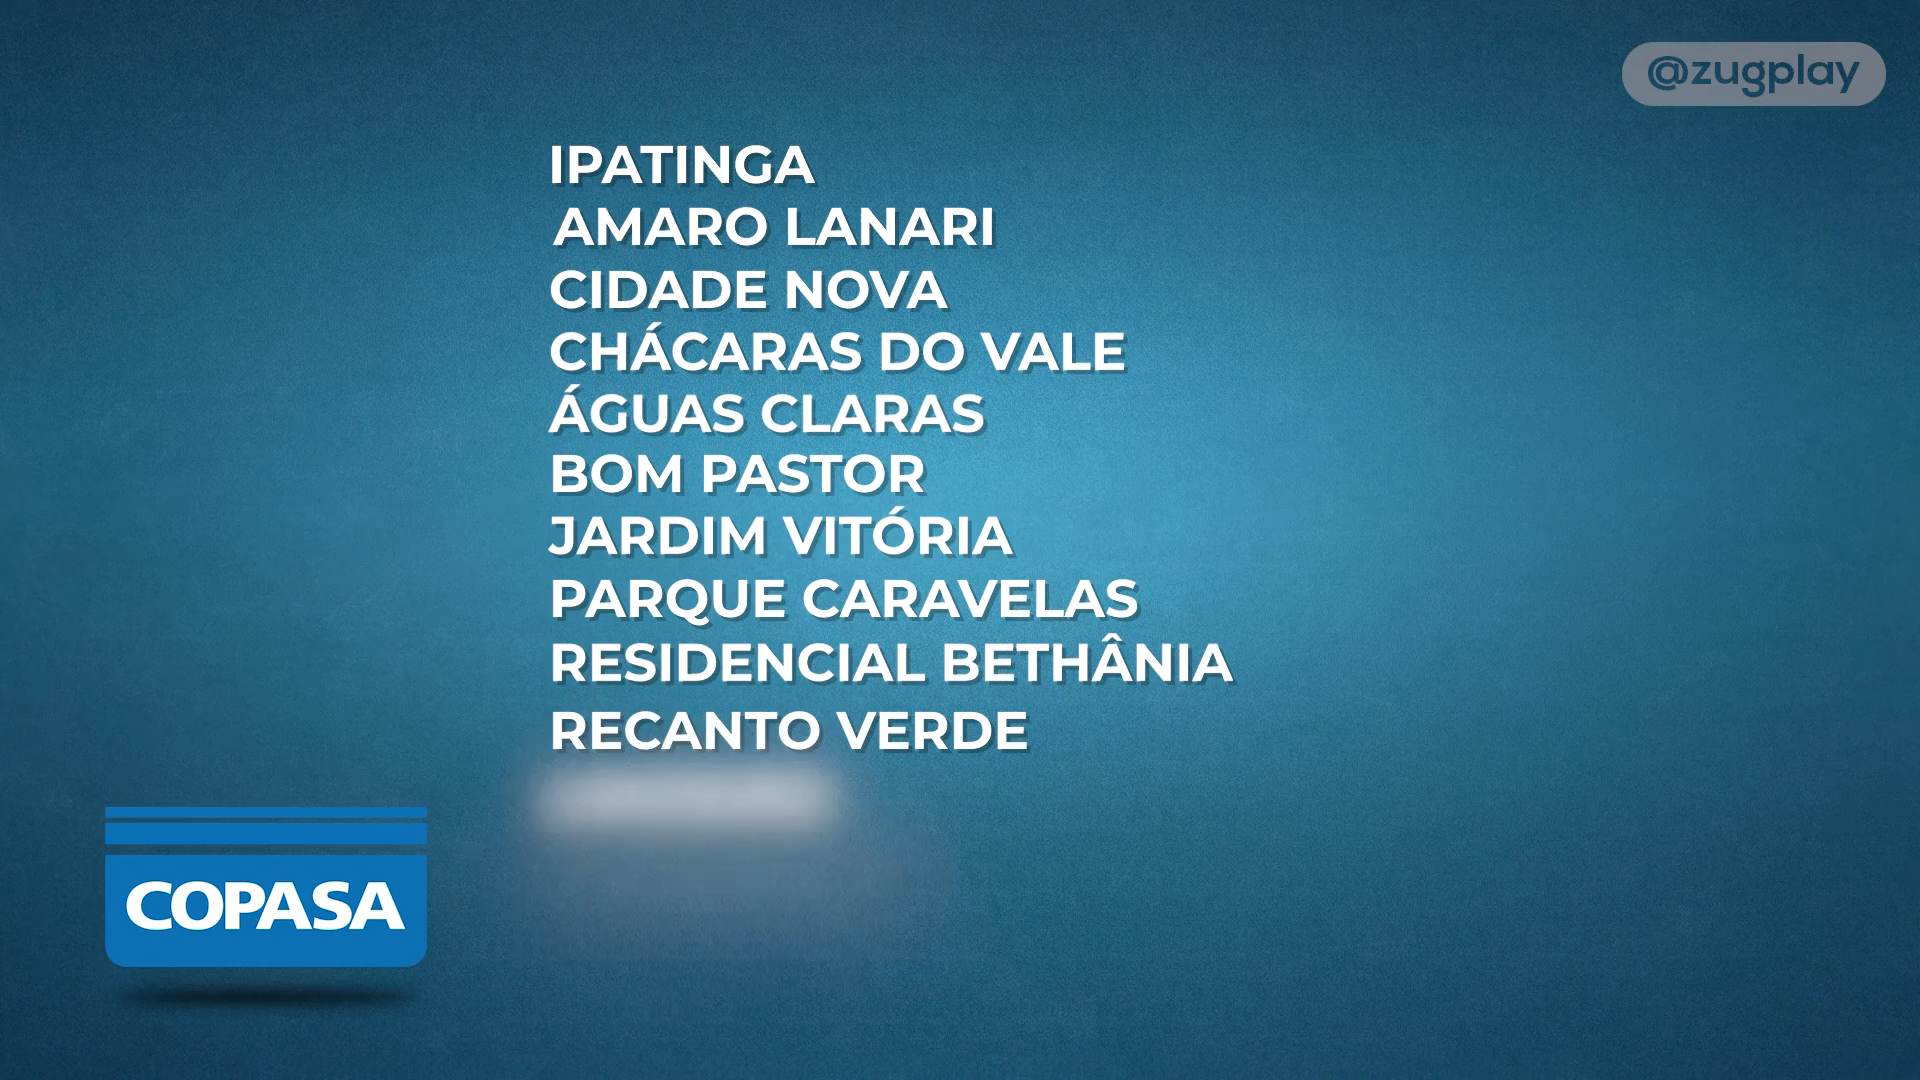 @zugplay
IPATINGA
AMARO LANARI
CIDADE NOVA
CHÁCARAS DO VALE
ÁGUAS CLARAS
BOM PASTOR
JARDIM VITÓRIA
PARQUE CARAVELAS
RESIDENCIAL BETHÂNIA
RECANTO VERDE
COPASA